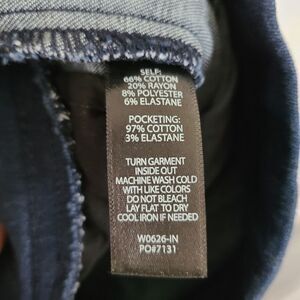 SELF:
66% COTTON
20% RAYON
8% POLYESTER
6% ELASTANE
POCKETING:
97% COTTON
3% ELASTANE
TURN GARMENT
INSIDE OUT
MACHINE WASH COLD
WITH LIKE COLORS
DO NOT BLEACH
LAY FLAT TO DRY
COOL IRON IF NEEDED
W0626-IN
PO#7131